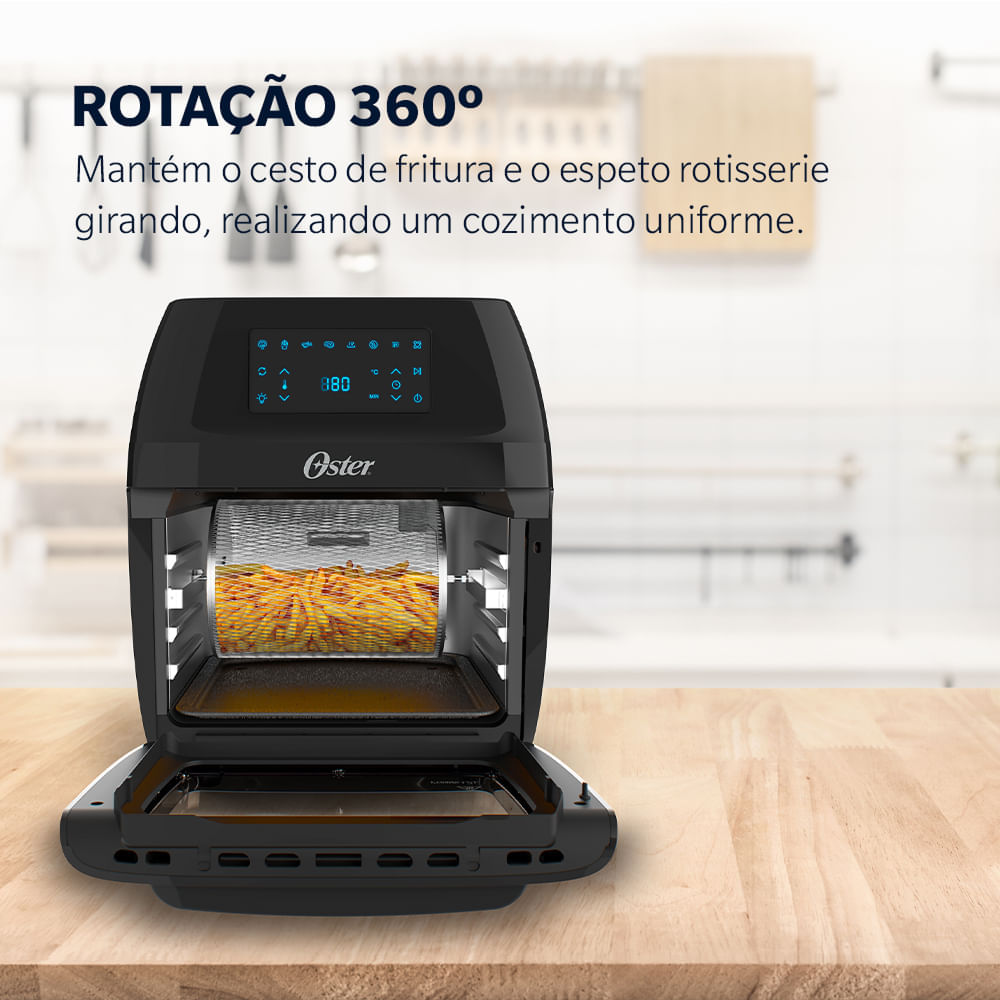 ROTAÇÃO 360º
Mantém o cesto de fritura e o espeto rotisserie
girando, realizando um cozimento uniforme.
180
°C
MIN
Oster